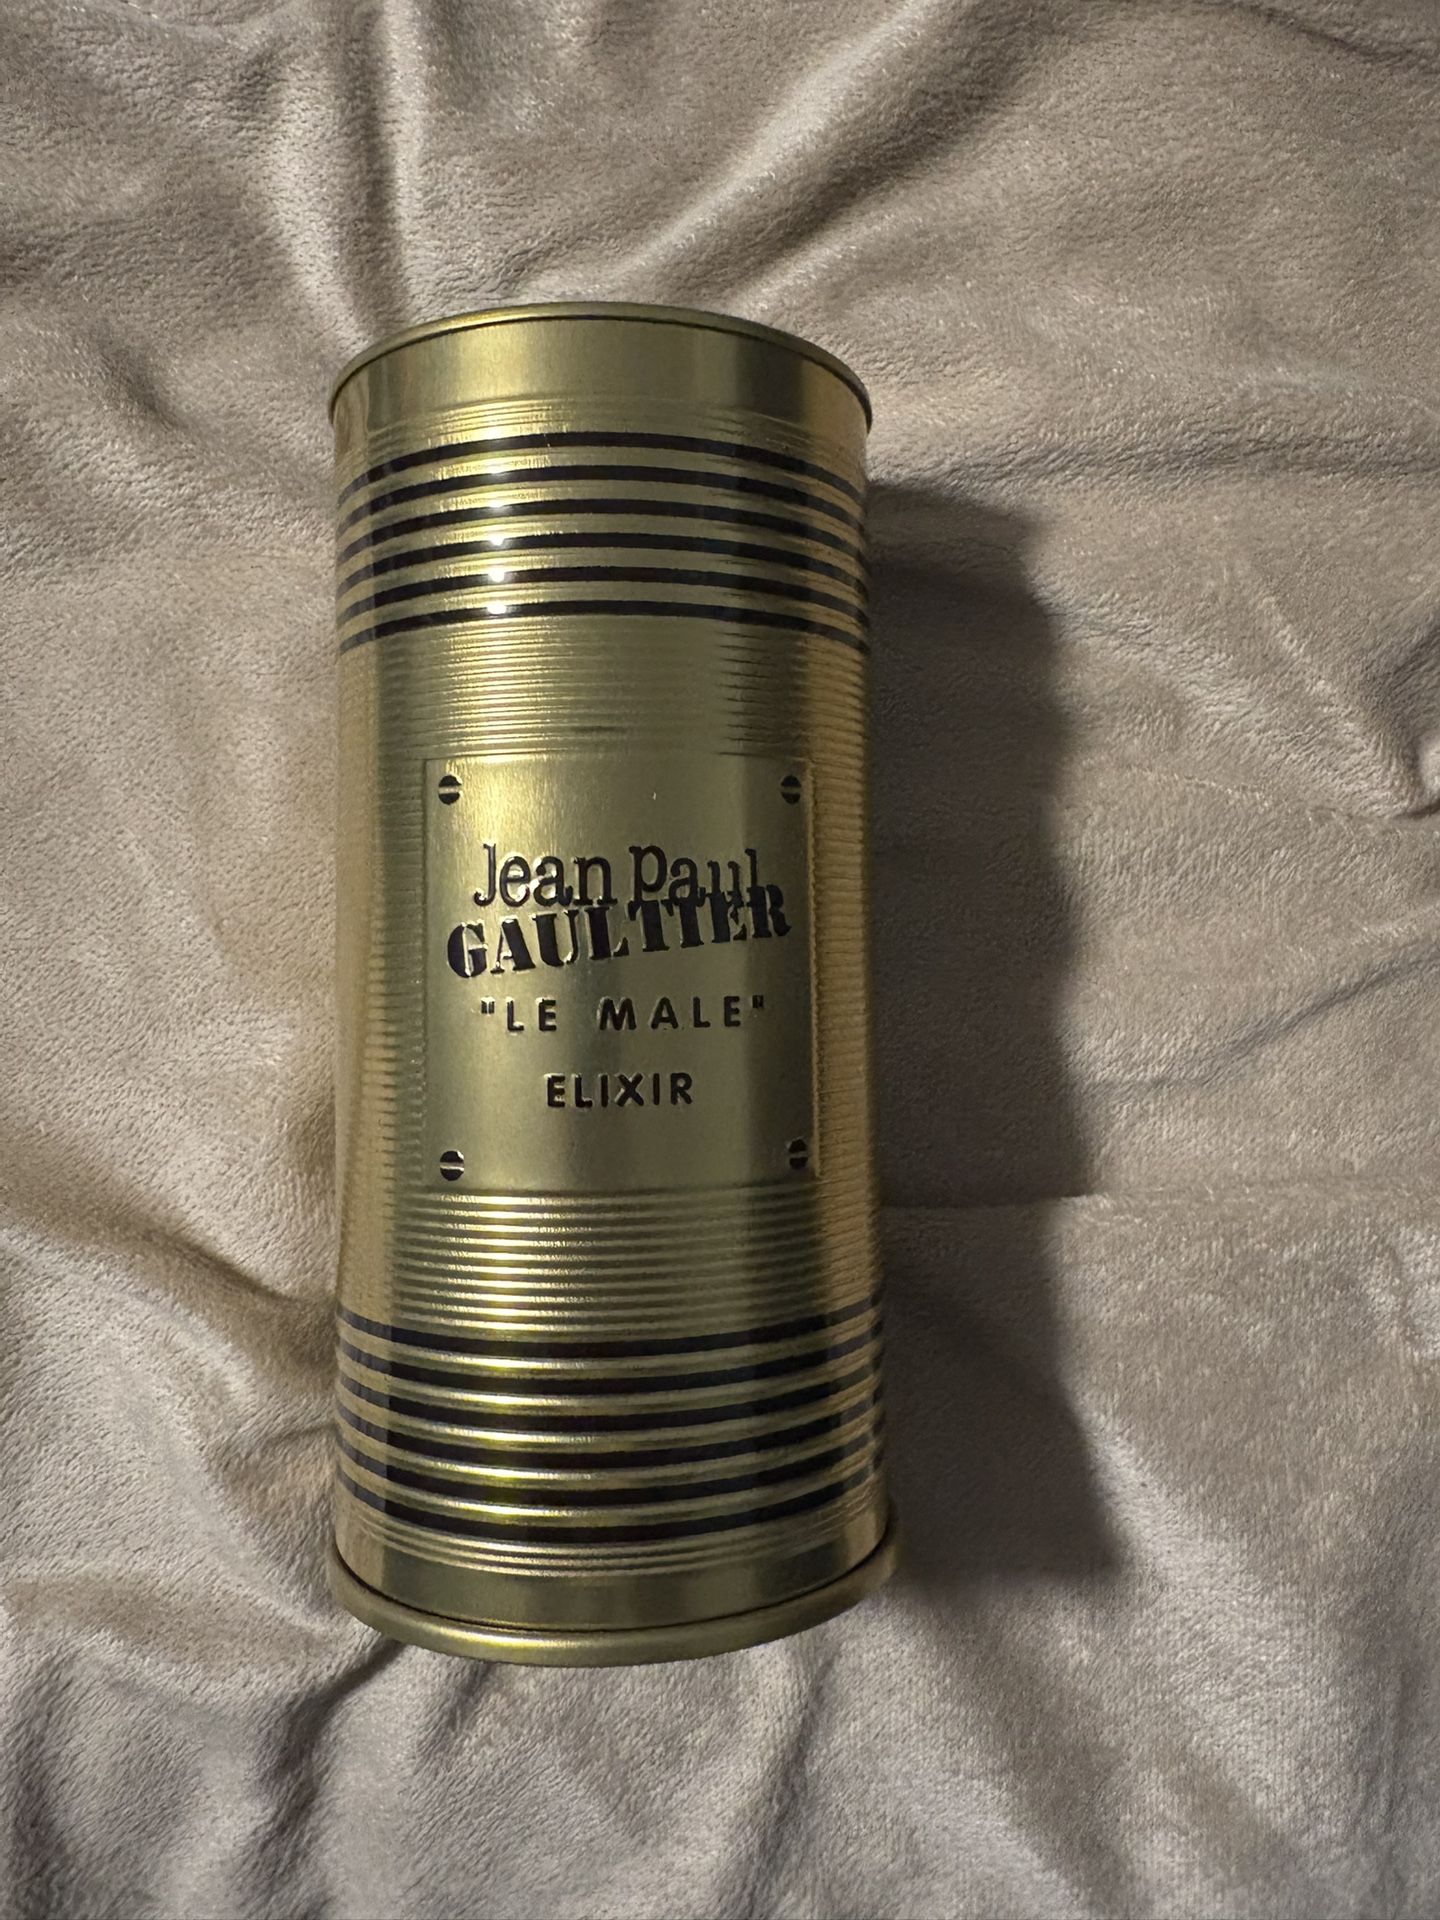 Jean Paul
GAULTIER
"LE MALE"
ELIXIR